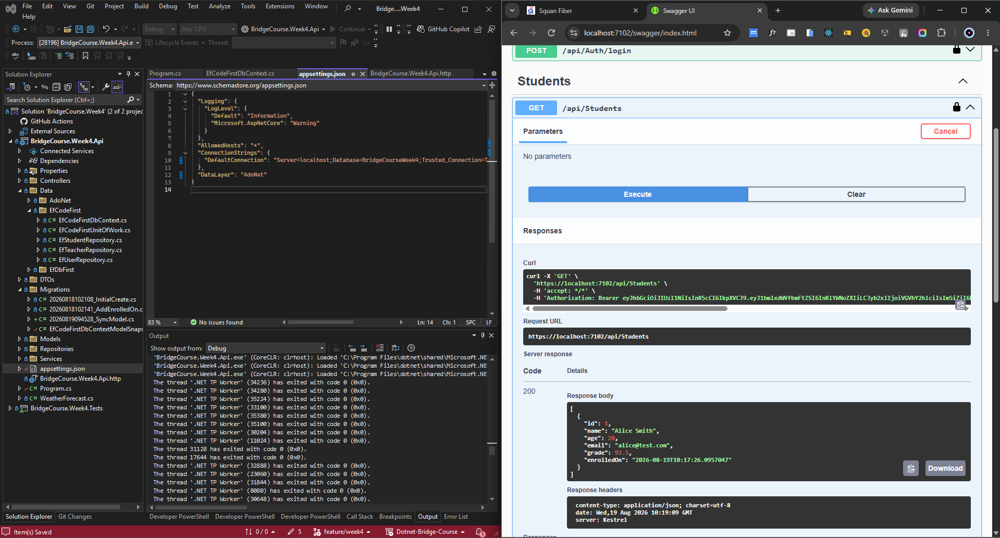 File Edit View Git Project Build Debug Test Analyze Tools Extensions Window
Help
Bridge....Week4
Debug Any CPU BridgeCourse.Week4.Api Continue GitHub Copilot
Process: [28196] BridgeCourse.Week4.Api.e Lifecycle Events Thread:
Solution Explorer
Search Solution Explorer (Ctrl+;)
Solution 'BridgeCourse.Week4' (2 of 2 projec
GitHub Actions
External Sources
BridgeCourse.Week4.Api
Connected Services
Dependencies
Properties
Controllers
Data
AdoNet
EfCodeFirst
C# EfCodeFirstDbContext.cs
C# EfCodeFirstUnitOfWork.cs
C# EfStudentRepository.cs
C# EfTeacherRepository.cs
C# EfUserRepository.cs
EfDbFirst
DTOs
Migrations
C# 20260818102108_InitialCreate.cs
C# 20260818102141_AddEnrolledOn.c
C# 20260819094528_SyncModel.cs
C# EfCodeFirstDbContextModelSnaps
Models
Repositories
Services
appsettings.json
BridgeCourse.Week4.Api.http
C# Program.cs
C# WeatherForecast.cs
BridgeCourse.Week4.Tests
Solution Explorer Git Changes
Program.cs EfCodeFirstDbContext.cs appsettings.json BridgeCourse.Week4.Api.http
Schema: https://www.schemastore.org/appsettings.json
1 {
2 "Logging": {
3 "LogLevel": {
4 "Default": "Information",
5 "Microsoft.AspNetCore": "Warning"
6 }
7 },
8 "AllowedHosts": "*",
9 "ConnectionStrings": {
10 "DefaultConnection": "Server=localhost;Database=BridgeCourseWeek4;Trusted_Connection=T
11 },
12 "DataLayer": "AdoNet"
13 }
14
83 % No issues found Ln: 14 Ch: 1 SPC LF
Output
Show output from: Debug
'BridgeCourse.Week4.Api.exe' (CoreCLR: clrhost): Loaded 'C:\Program Files\dotnet\shared\Microsoft.NE
'BridgeCourse.Week4.Api.exe' (CoreCLR: clrhost): Loaded 'C:\Program Files\dotnet\shared\Microsoft.NE
'BridgeCourse.Week4.Api.exe' (CoreCLR: clrhost): Loaded 'C:\Program Files\dotnet\shared\Microsoft.NE
The thread '.NET TP Worker' (34236) has exited with code 0 (0x0).
The thread '.NET TP Worker' (34280) has exited with code 0 (0x0).
The thread '.NET TP Worker' (35224) has exited with code 0 (0x0).
The thread '.NET TP Worker' (33100) has exited with code 0 (0x0).
The thread '.NET TP Worker' (35380) has exited with code 0 (0x0).
The thread '.NET TP Worker' (35100) has exited with code 0 (0x0).
The thread '.NET TP Worker' (30204) has exited with code 0 (0x0).
The thread '.NET TP Worker' (11024) has exited with code 0 (0x0).
The thread 31128 has exited with code 0 (0x0).
The thread 17644 has exited with code 0 (0x0).
The thread '.NET TP Worker' (32888) has exited with code 0 (0x0).
The thread '.NET TP Worker' (23060) has exited with code 0 (0x0).
The thread '.NET TP Worker' (31844) has exited with code 0 (0x0).
The thread '.NET TP Worker' (8080) has exited with code 0 (0x0).
The thread '.NET TP Worker' (30648) has exited with code 0 (0x0).
Developer PowerShell Developer PowerShell Developer PowerShell Call Stack Breakpoints Output Error List
Item(s) Saved 0 / 0 5 feature/week4 Dotnet-Bridge-Course 1
Squan Fiber Swagger UI Ask Gemini
localhost:7102/swagger/index.html
POST /api/Auth/login
Students
GET /api/Students
Parameters Cancel
No parameters
Execute Clear
Responses
Curl
curl -X 'GET' \
'https://localhost:7102/api/Students' \
-H 'accept: */*' \
-H 'Authorization: Bearer
Request URL
https://localhost:7102/api/Students
Server response
Code Details
200
Response body
[
{
"id": 1,
"name": "Alice Smith",
"age": 20,
"email": "alice@test.com",
"grade": 92.5,
"enrolledOn": "2026-08-19T10:17:26.0957047"
}
]
Download
Response headers
content-type: application/json; charset=utf-8
date: Wed,19 Aug 2026 10:19:09 GMT
server: Kestrel